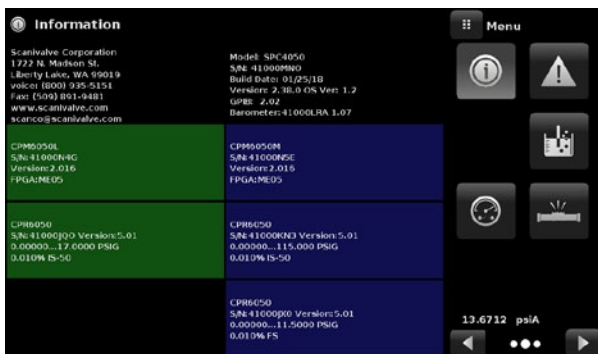 Information
Scanivalve Corporation
1722 N. Madson St.
Liberty Lake, WA 99019
voice: (800) 935-5151
Fax: (509) 891-9481
www.scanivalve.com
scanco@scanivalve.com
Model: SPC4050
S/N: 41000MNO
Build Date: 01/25/18
Version: 2.38.0 OS Ver: 1.2
GPIB: 2.02
Barometer: 41000LRA 1.07
CPM6050L
S/N: 41000N4G
Version: 2.016
FPGA: ME05
CPM6050M
S/N: 41000N5E
Version: 2.016
FPGA: ME05
CPR6050
S/N: 41000JQO Version: 5.01
0.00000...17.0000 PSIG
0.010% IS-50
CPR6050
S/N: 41000KN3 Version: 5.01
0.00000...115.000 PSIG
0.010% IS-50
CPR6050
S/N: Version: 5.01
0.00000...11.5000 PSIG
0.010% FS
Menu
13.6712 psiA